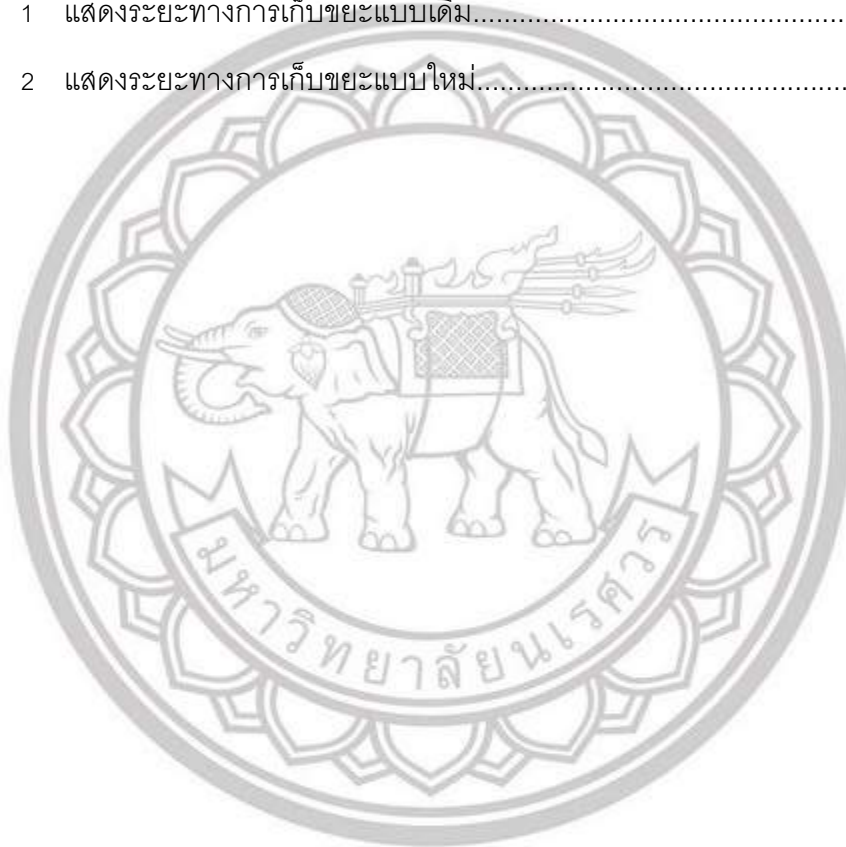 1 แสดงระยะทางการเก็บขยะแบบเดิม................................................
2 แสดงระยะทางการเก็บขยะแบบใหม่................................................
มหาวิทยาลัยนเรศวร